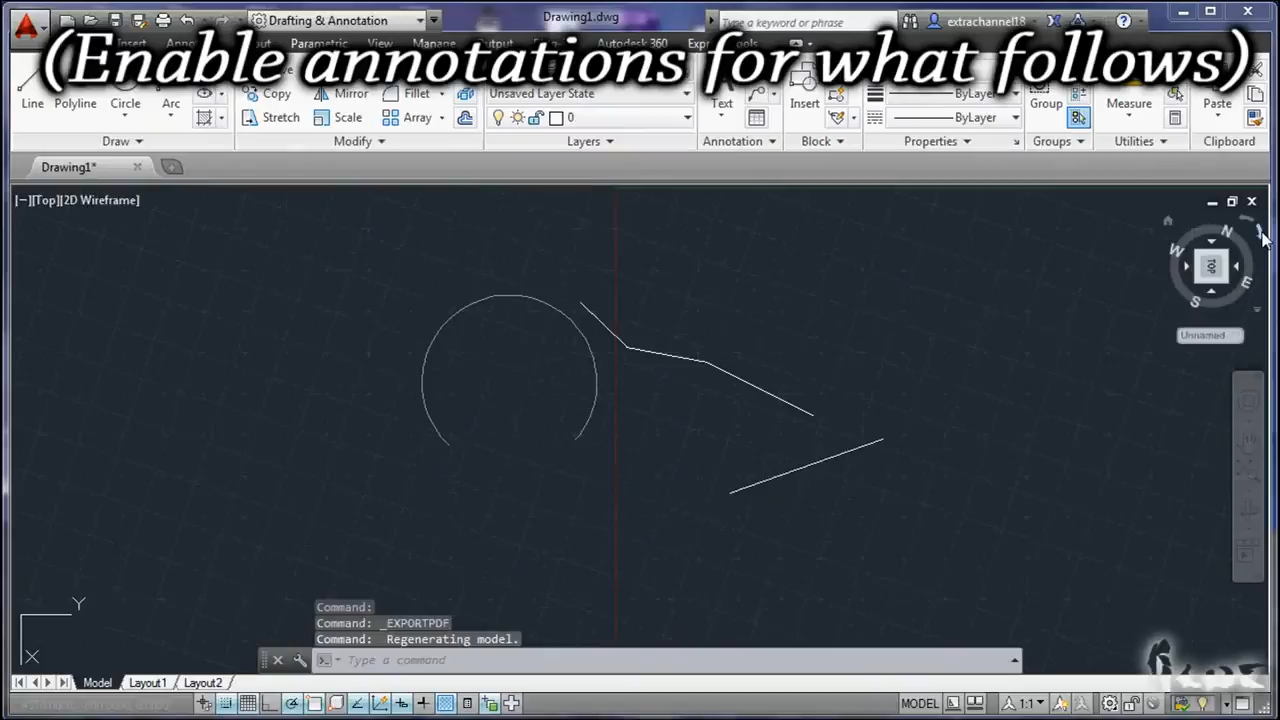 Drafting & Annotation
Drawing1.dwg
Type a keyword or phrase
extrachannel18
(Enable annotations for what follows)
Insert Parametric View Manage Output Autodesk 360
Line Polyline Circle Arc
Copy Mirror Fillet
Stretch Scale Array
Unsaved Layer State
0
Text
Insert
ByLayer
ByLayer
Group
Measure
Paste
Draw Modify Layers Annotation Block Properties Groups Utilities Clipboard
Drawing1*
[−][Top][2D Wireframe]
N
W
TOP
E
S
Unnamed
Y
X
Command:
Command: _EXPORTPDF
Command: Regenerating model.
Type a command
Model Layout1 Layout2
MODEL 1:1